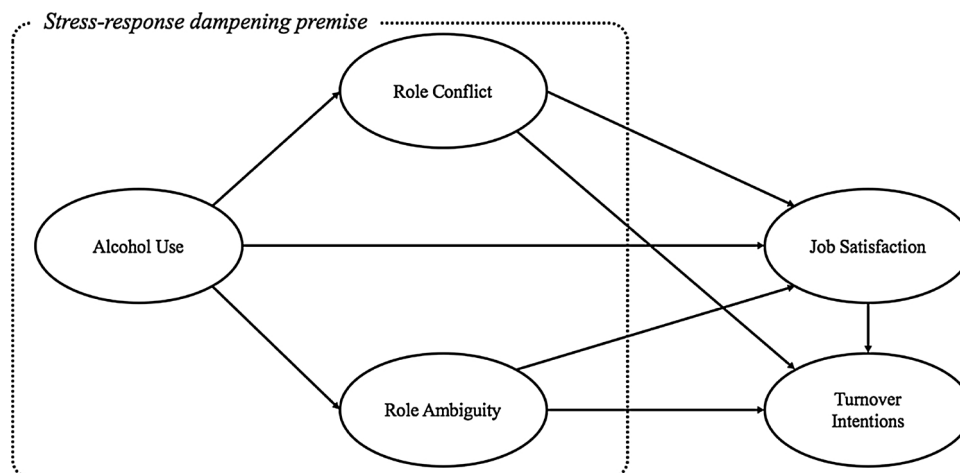 Stress-response dampening premise
Role Conflict
Alcohol Use
Job Satisfaction
Role Ambiguity
Turnover
Intentions